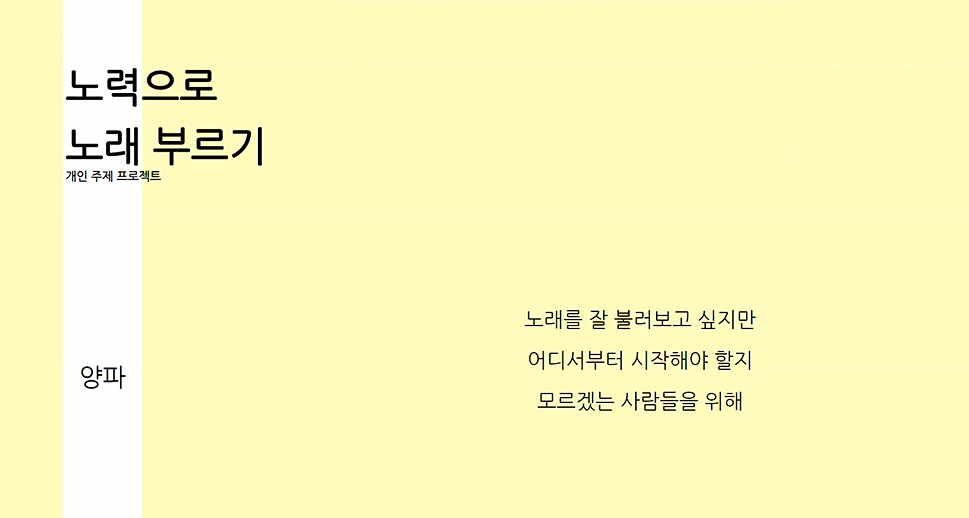 노력으로
노래 부르기
개인 주제 프로젝트
양파
노래를 잘 불러보고 싶지만
어디서부터 시작해야 할지
모르겠는 사람들을 위해